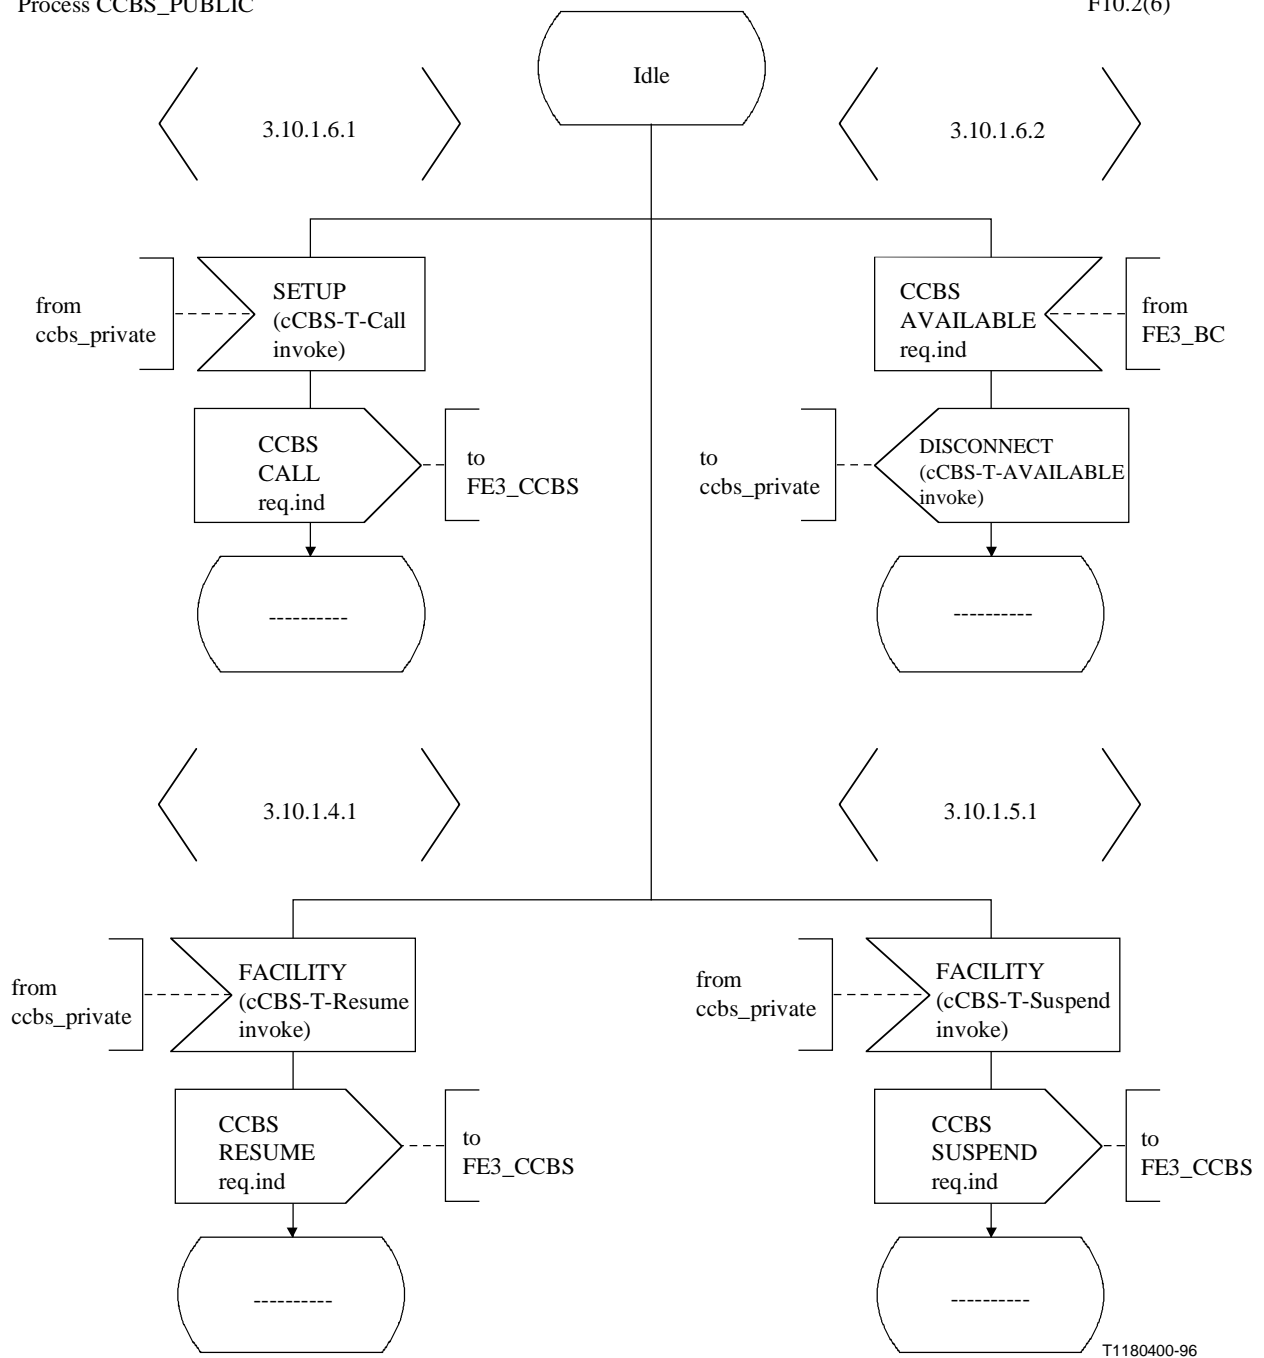 Process CCBS_PUBLIC
F10.2(6)
Idle
3.10.1.6.1
3.10.1.6.2
from
ccbs_private
SETUP
(cCBS-T-Call
invoke)
CCBS
AVAILABLE
req.ind
from
FE3_BC
CCBS
CALL
req.ind
to
FE3_CCBS
to
ccbs_private
DISCONNECT
(cCBS-T-AVAILABLE
invoke)
----------
----------
3.10.1.4.1
3.10.1.5.1
from
ccbs_private
FACILITY
(cCBS-T-Resume
invoke)
from
ccbs_private
FACILITY
(cCBS-T-Suspend
invoke)
CCBS
RESUME
req.ind
to
FE3_CCBS
CCBS
SUSPEND
req.ind
to
FE3_CCBS
----------
----------
T1180400-96